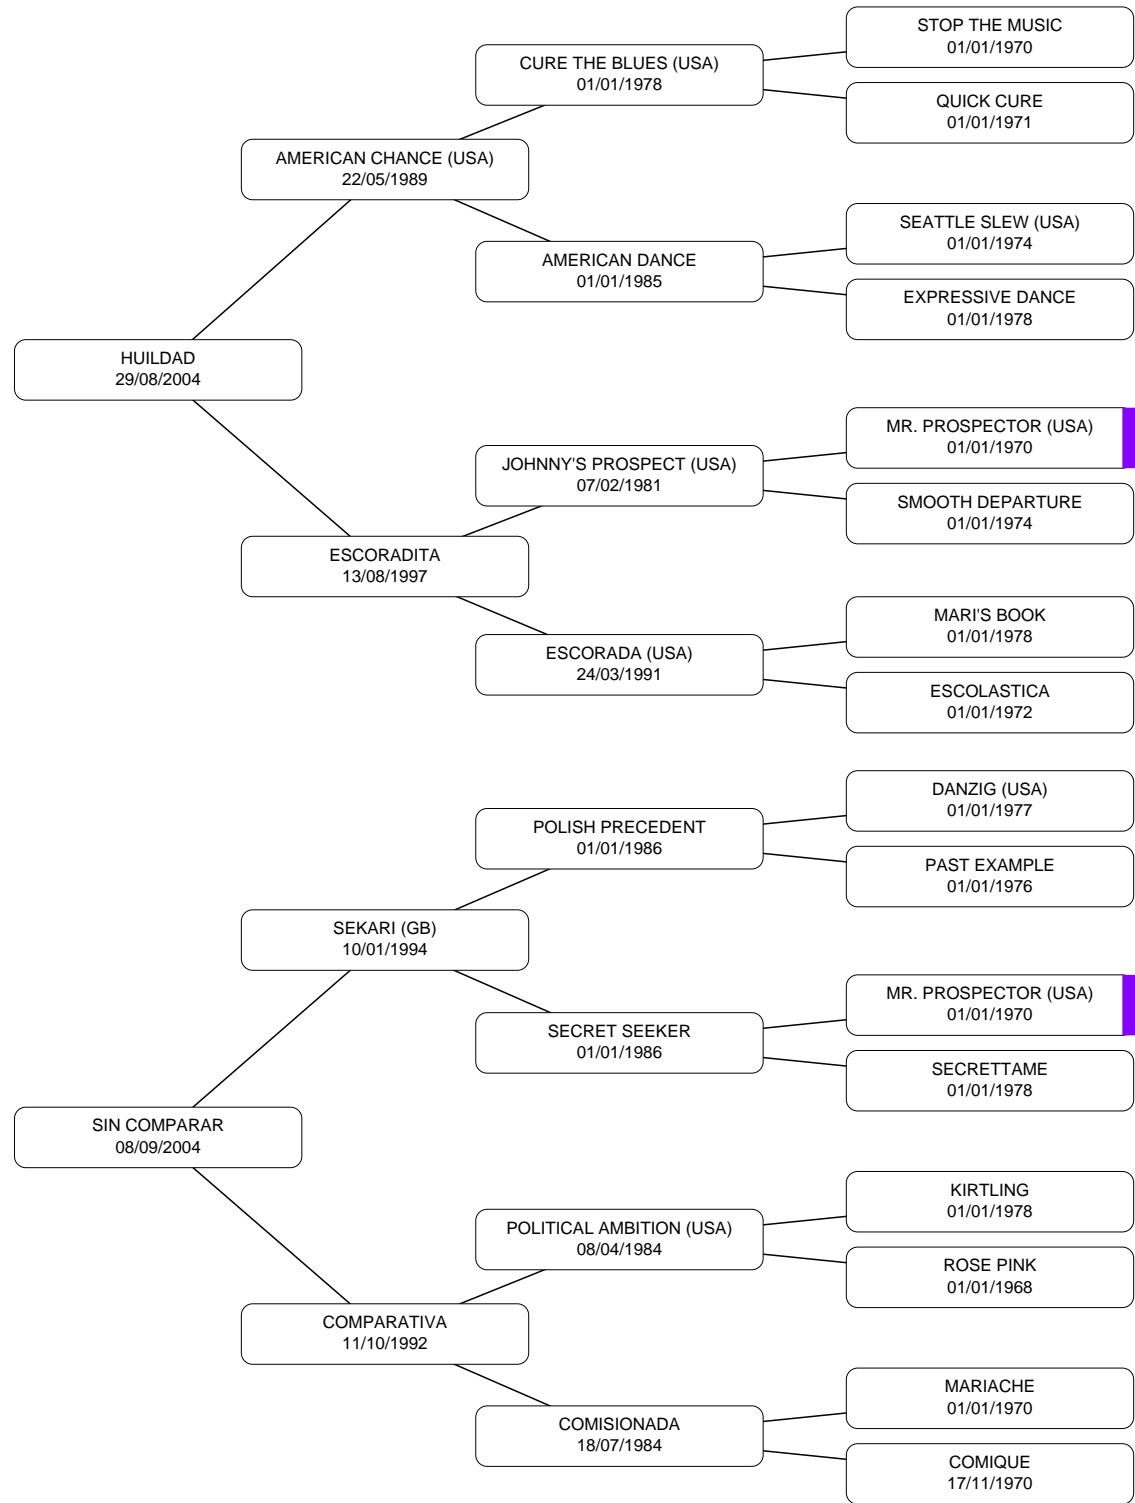 STOP THE MUSIC
01/01/1970
CURE THE BLUES (USA)
01/01/1978
QUICK CURE
01/01/1971
AMERICAN CHANCE (USA)
22/05/1989
SEATTLE SLEW (USA)
01/01/1974
AMERICAN DANCE
01/01/1985
EXPRESSIVE DANCE
01/01/1978
HUILDAD
29/08/2004
MR. PROSPECTOR (USA)
01/01/1970
JOHNNY'S PROSPECT (USA)
07/02/1981
SMOOTH DEPARTURE
01/01/1974
ESCORADITA
13/08/1997
MARI'S BOOK
01/01/1978
ESCORADA (USA)
24/03/1991
ESCOLASTICA
01/01/1972
DANZIG (USA)
01/01/1977
POLISH PRECEDENT
01/01/1986
PAST EXAMPLE
01/01/1976
SEKARI (GB)
10/01/1994
MR. PROSPECTOR (USA)
01/01/1970
SECRET SEEKER
01/01/1986
SECRETTAME
01/01/1978
SIN COMPARAR
08/09/2004
KIRTLING
01/01/1978
POLITICAL AMBITION (USA)
08/04/1984
ROSE PINK
01/01/1968
COMPARATIVA
11/10/1992
MARIACHE
01/01/1970
COMISIONADA
18/07/1984
COMIQUE
17/11/1970